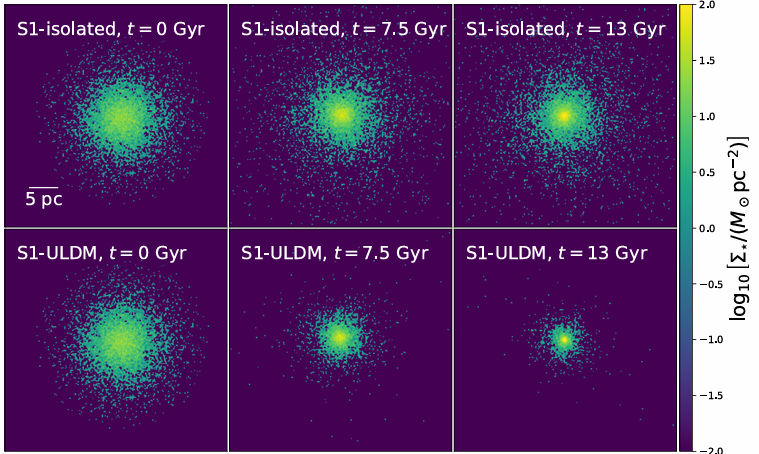 S1-isolated, t = 0 Gyr
S1-isolated, t = 7.5 Gyr
S1-isolated, t = 13 Gyr
5 pc
S1-ULDM, t = 0 Gyr
S1-ULDM, t = 7.5 Gyr
S1-ULDM, t = 13 Gyr
2.0
1.5
1.0
0.5
0.0
−0.5
−1.0
−1.5
−2.0
log₁₀ [Σ⋆/(M⊙pc⁻²)]